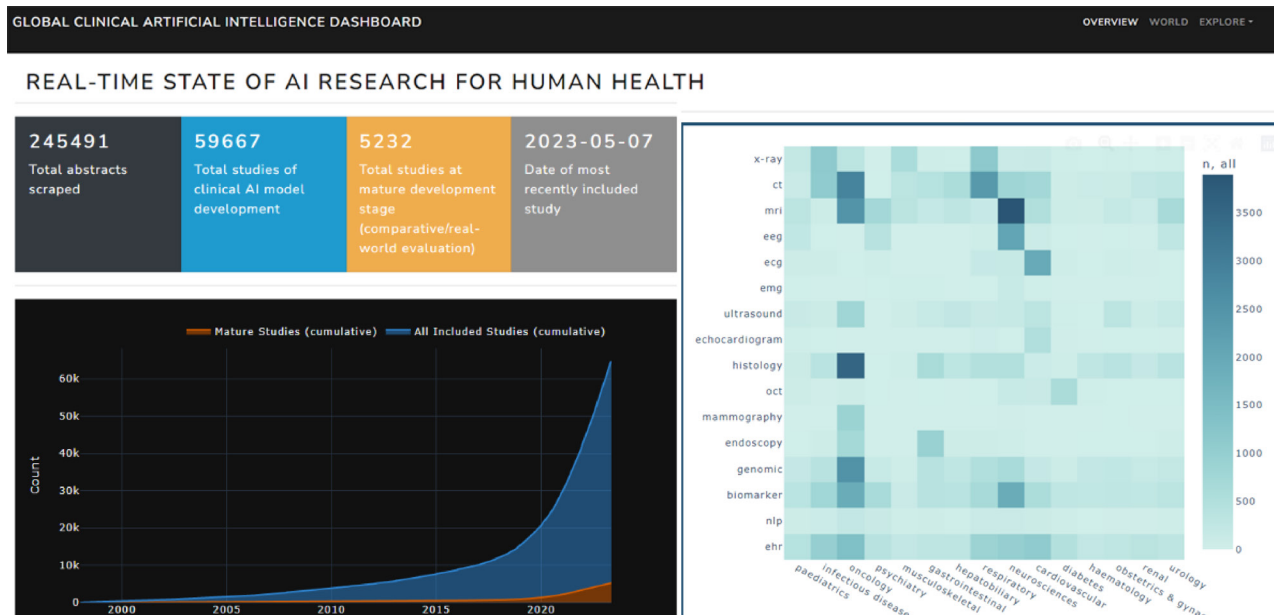 GLOBAL CLINICAL ARTIFICIAL INTELLIGENCE DASHBOARD
OVERVIEW WORLD EXPLORE
REAL-TIME STATE OF AI RESEARCH FOR HUMAN HEALTH
245491
Total abstracts
scraped
59667
Total studies of
clinical AI model
development
5232
Total studies at
mature development
stage
(comparative/real-
world evaluation)
2023-05-07
Date of most
recently included
study
Mature Studies (cumulative) All Included Studies (cumulative)
Count
60k
50k
40k
30k
20k
10k
0
2000 2005 2010 2015 2020
x-ray
ct
mri
eeg
ecg
emg
ultrasound
echocardiogram
histology
oct
mammography
endoscopy
genomic
biomarker
nlp
ehr
paediatrics
infectious diseas
oncology
psychiatry
musculoskeletal
gastrointestinal
hepatobiliary
respiratory
neurosciences
cardiovascular
diabetes
haematology
obstetrics & gynae
renal
urology
n, all
3500
3000
2500
2000
1500
1000
500
0